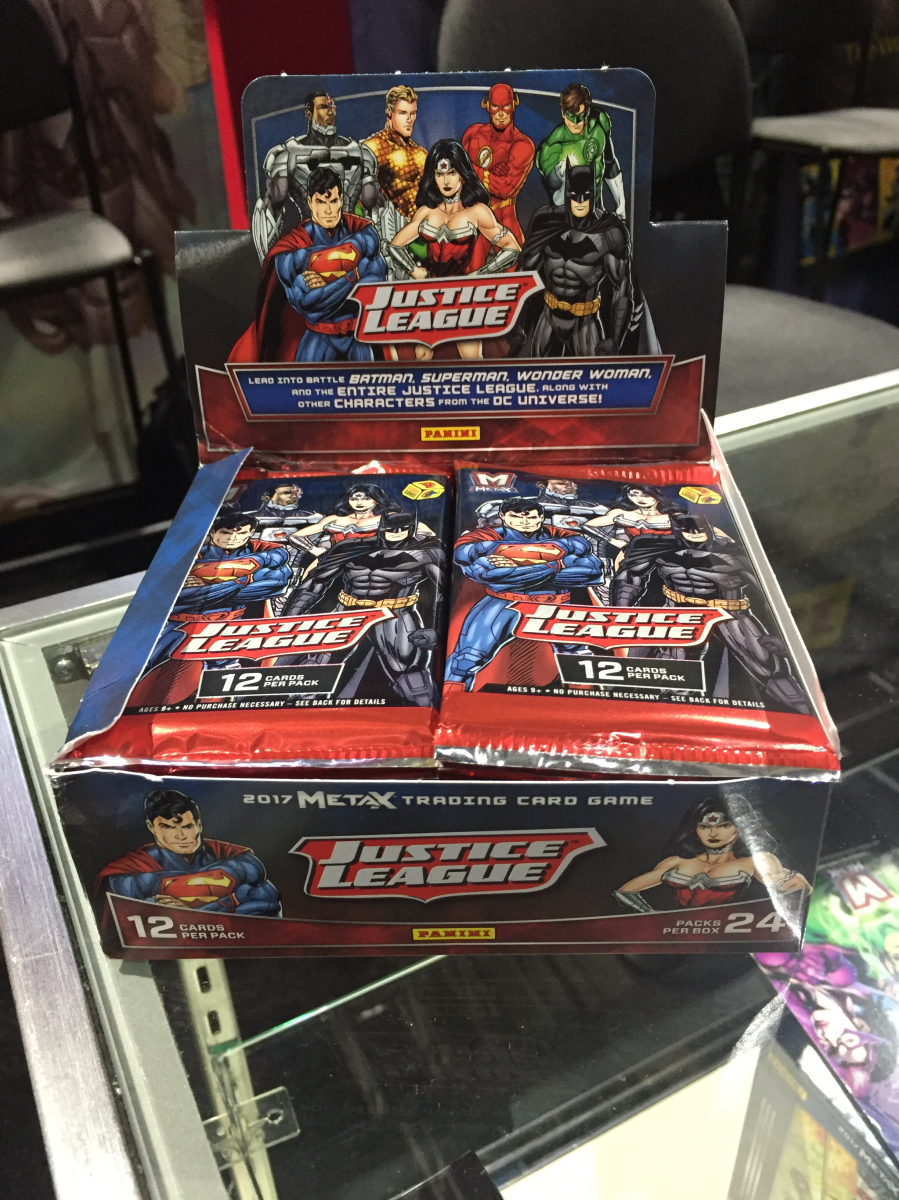 JUSTICE
LEAGUE
LEAD INTO BATTLE BATMAN, SUPERMAN, WONDER WOMAN,
AND THE ENTIRE JUSTICE LEAGUE, ALONG WITH
OTHER CHARACTERS FROM THE DC UNIVERSE!
PANINI
JUSTICE
LEAGUE
12 CARDS
PER PACK
AGES 9+ • NO PURCHASE NECESSARY – SEE BACK FOR DETAILS
M
METAX
JUSTICE
LEAGUE
12 CARDS
PER PACK
AGES 9+ • NO PURCHASE NECESSARY – SEE BACK FOR DETAILS
2017 METAX TRADING CARD GAME
JUSTICE
LEAGUE™
12 CARDS
PER PACK
PANINI
PACKS
PER BOX 24
M